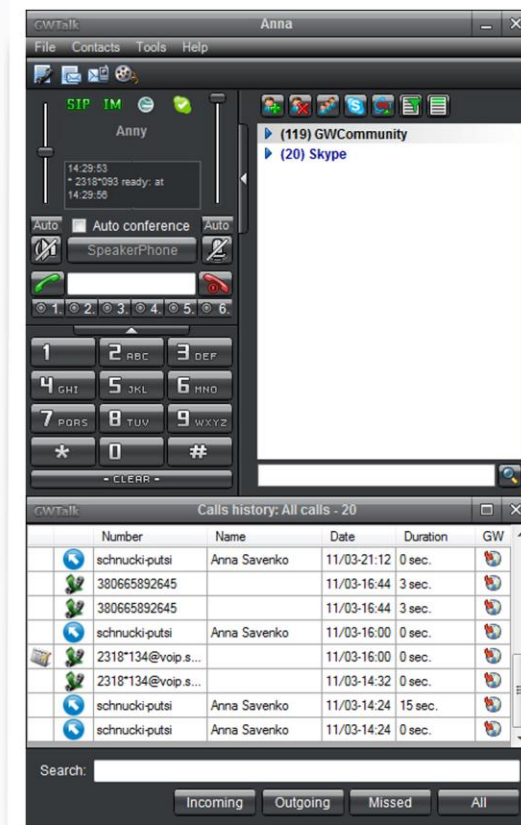 GWTalk Anna
File Contacts Tools Help
SIP IM
Anny
14:29:53
* 2318*093 ready: at
14:29:56
Auto Auto conference Auto
SpeakerPhone
1. 2. 3. 4. 5. 6.
1 2 ABC 3 DEF
4 GHI 5 JKL 6 MNO
7 PQRS 8 TUV 9 WXYZ
* 0 #
- CLEAR -
(119) GWCommunity
(20) Skype
GWTalk Calls history: All calls - 20
Number Name Date Duration GW
schnucki-putsi Anna Savenko 11/03-21:12 0 sec.
380665892645 11/03-16:44 3 sec.
380665892645 11/03-16:44 3 sec.
schnucki-putsi Anna Savenko 11/03-16:00 0 sec.
2318*134@voip.s... 11/03-16:00 0 sec.
2318*134@voip.s... 11/03-14:32 0 sec.
schnucki-putsi Anna Savenko 11/03-14:24 15 sec.
schnucki-putsi Anna Savenko 11/03-14:24 0 sec.
Search:
Incoming Outgoing Missed All